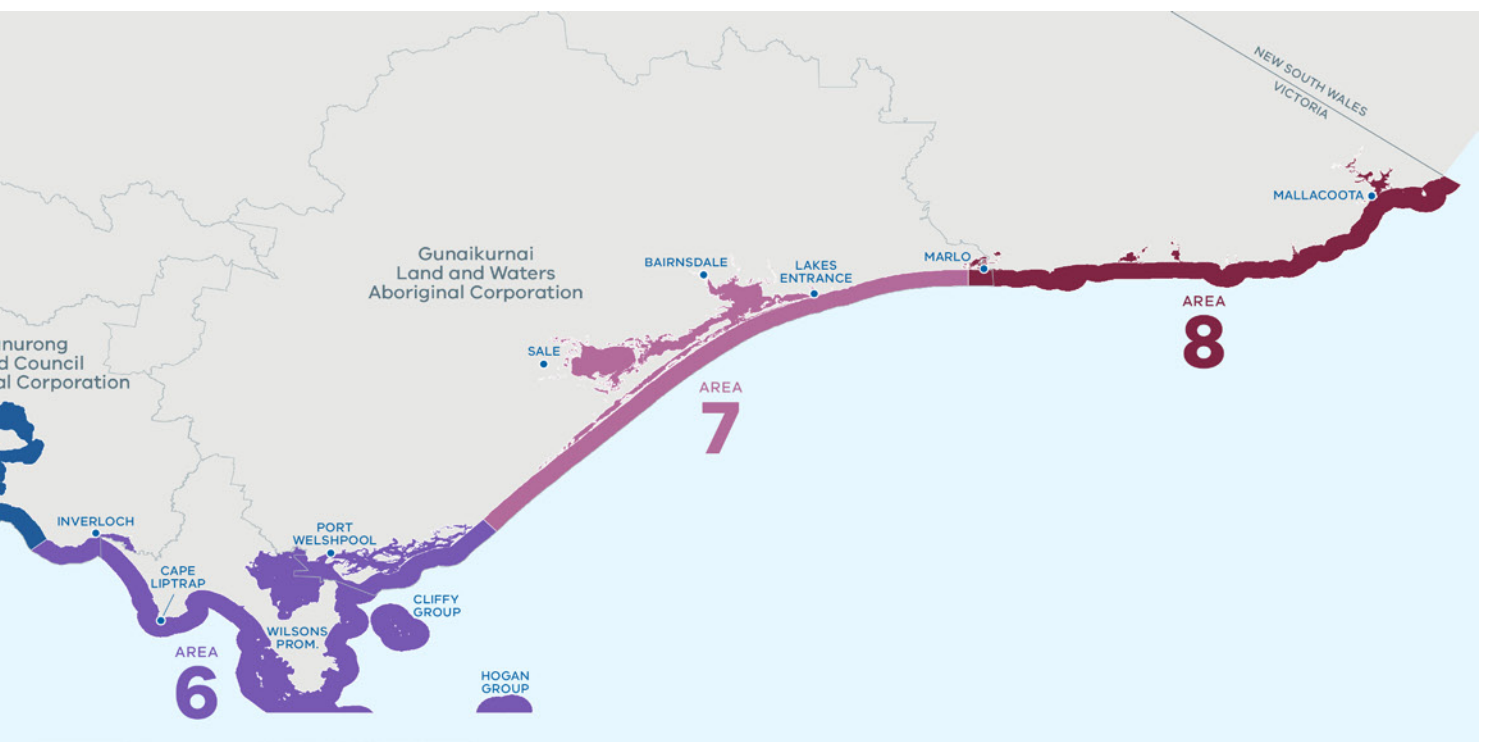 NEW SOUTH WALES
VICTORIA
MALLACOOTA
Gunaikurnai
Land and Waters
Aboriginal Corporation
BAIRNSDALE
LAKES
ENTRANCE
MARLO
AREA
8
SALE
AREA
7
d Council
Corporation
INVERLOCH
PORT
WELSHPOOL
CAPE
LIPTRAP
CLIFFY
GROUP
WILSONS
PROM.
AREA
6
HOGAN
GROUP